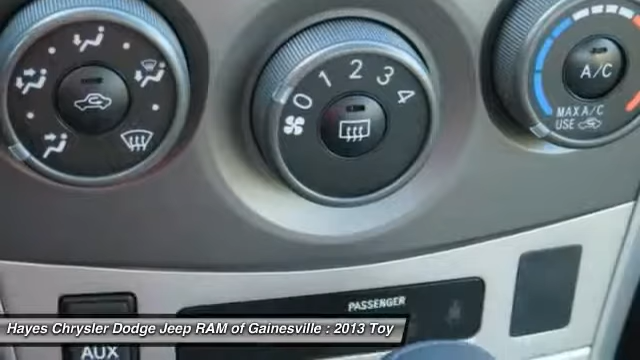 0 1 2 3 4
A/C
MAX A/C
USE
PASSENGER
Hayes Chrysler Dodge Jeep RAM of Gainesville : 2013 Toy
AUX